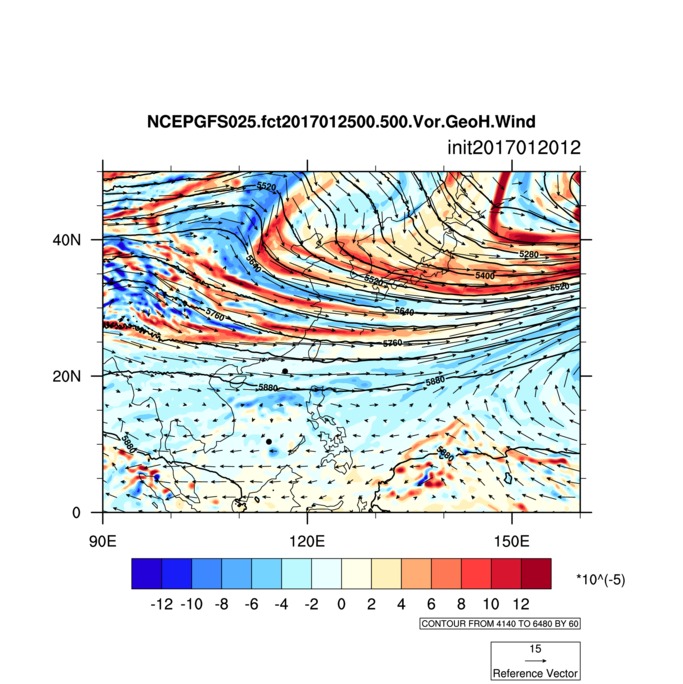 NCEPGFS025.fct2017012500.500.Vor.GeoH.Wind
init2017012012
5520
40N
5640
5280
5400
5520
5520
5640
5760
5760
20N
5880
5880
5880
5880
0
90E 120E 150E
*10^(-5)
-12 -10 -8 -6 -4 -2 0 2 4 6 8 10 12
CONTOUR FROM 4140 TO 6480 BY 60
15
Reference Vector